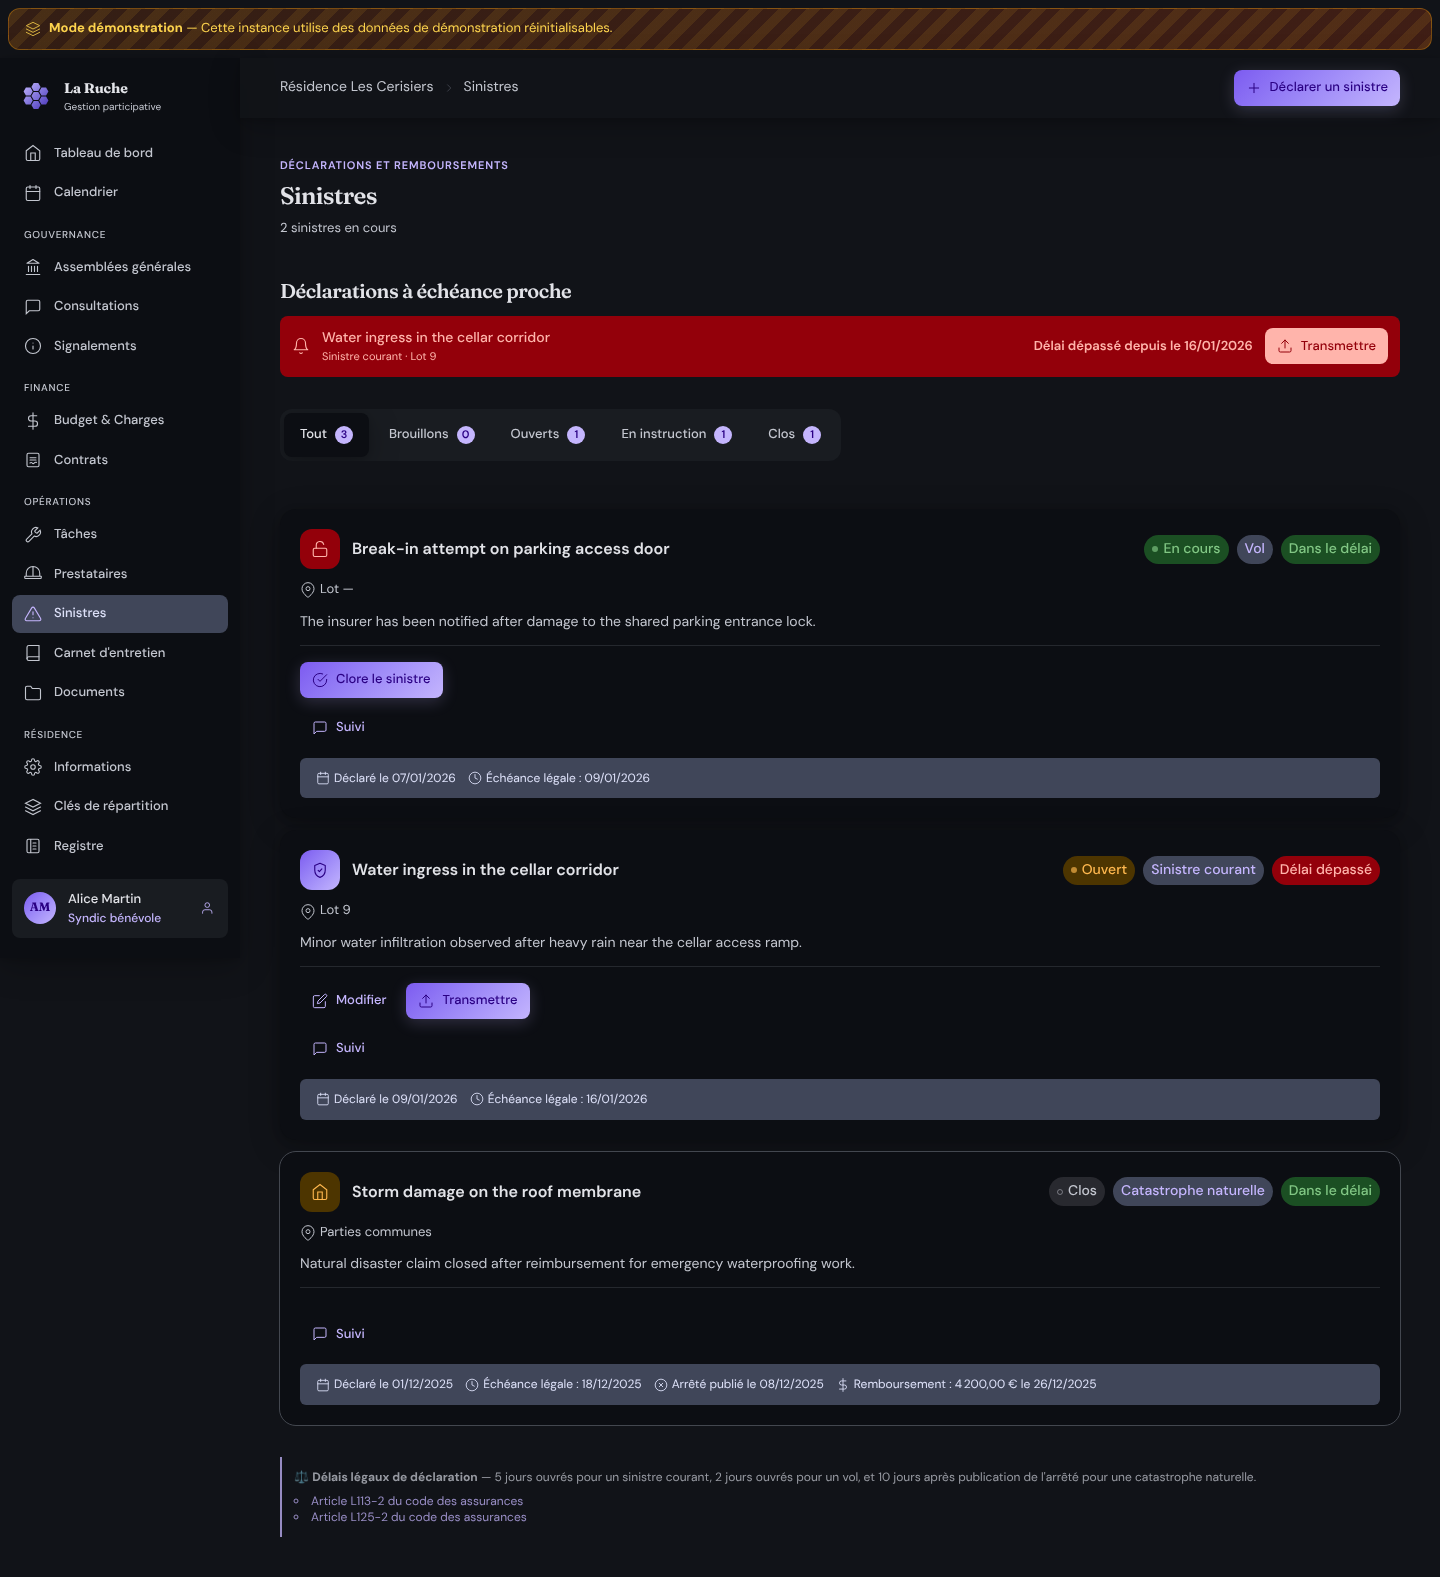 Mode démonstration — Cette instance utilise des données de démonstration réinitialisables.
La Ruche
Gestion participative
Tableau de bord
Calendrier
GOUVERNANCE
Assemblées générales
Consultations
Signalements
FINANCE
Budget & Charges
Contrats
OPÉRATIONS
Tâches
Prestataires
Sinistres
Carnet d'entretien
Documents
RÉSIDENCE
Informations
Clés de répartition
Registre
AM
Alice Martin
Syndic bénévole
Résidence Les Cerisiers > Sinistres
Déclarer un sinistre
DÉCLARATIONS ET REMBOURSEMENTS
Sinistres
2 sinistres en cours
Déclarations à échéance proche
Water ingress in the cellar corridor
Sinistre courant · Lot 9
Délai dépassé depuis le 16/01/2026
Transmettre
Tout 3 Brouillons 0 Ouverts 1 En instruction 1 Clos 1
Break-in attempt on parking access door
En cours Vol Dans le délai
Lot —
The insurer has been notified after damage to the shared parking entrance lock.
Clore le sinistre
Suivi
Déclaré le 07/01/2026 Échéance légale : 09/01/2026
Water ingress in the cellar corridor
Ouvert Sinistre courant Délai dépassé
Lot 9
Minor water infiltration observed after heavy rain near the cellar access ramp.
Modifier Transmettre
Suivi
Déclaré le 09/01/2026 Échéance légale : 16/01/2026
Storm damage on the roof membrane
Clos Catastrophe naturelle Dans le délai
Parties communes
Natural disaster claim closed after reimbursement for emergency waterproofing work.
Suivi
Déclaré le 01/12/2025 Échéance légale : 18/12/2025 Arrêté publié le 08/12/2025 Remboursement : 4 200,00 € le 26/12/2025
⚖️ Délais légaux de déclaration — 5 jours ouvrés pour un sinistre courant, 2 jours ouvrés pour un vol, et 10 jours après publication de l'arrêté pour une catastrophe naturelle.
Article L113-2 du code des assurances
Article L125-2 du code des assurances